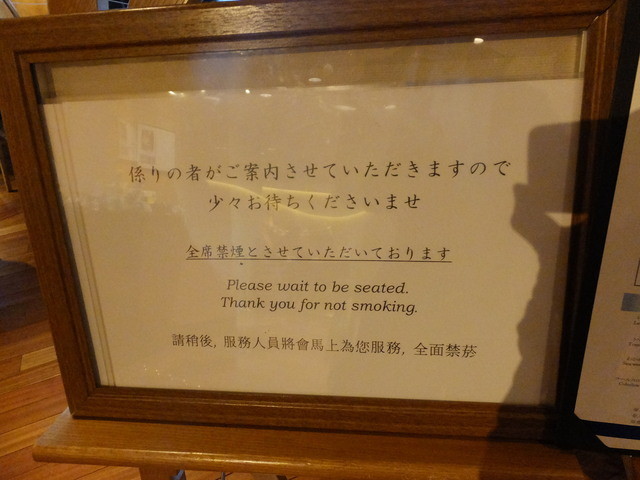 係りの者がご案内させていただきますので
少々お待ちくださいませ
全席禁煙とさせていただいております
Please wait to be seated.
Thank you for not smoking.
請稍後, 服務人員將會馬上為您服務, 全面禁菸